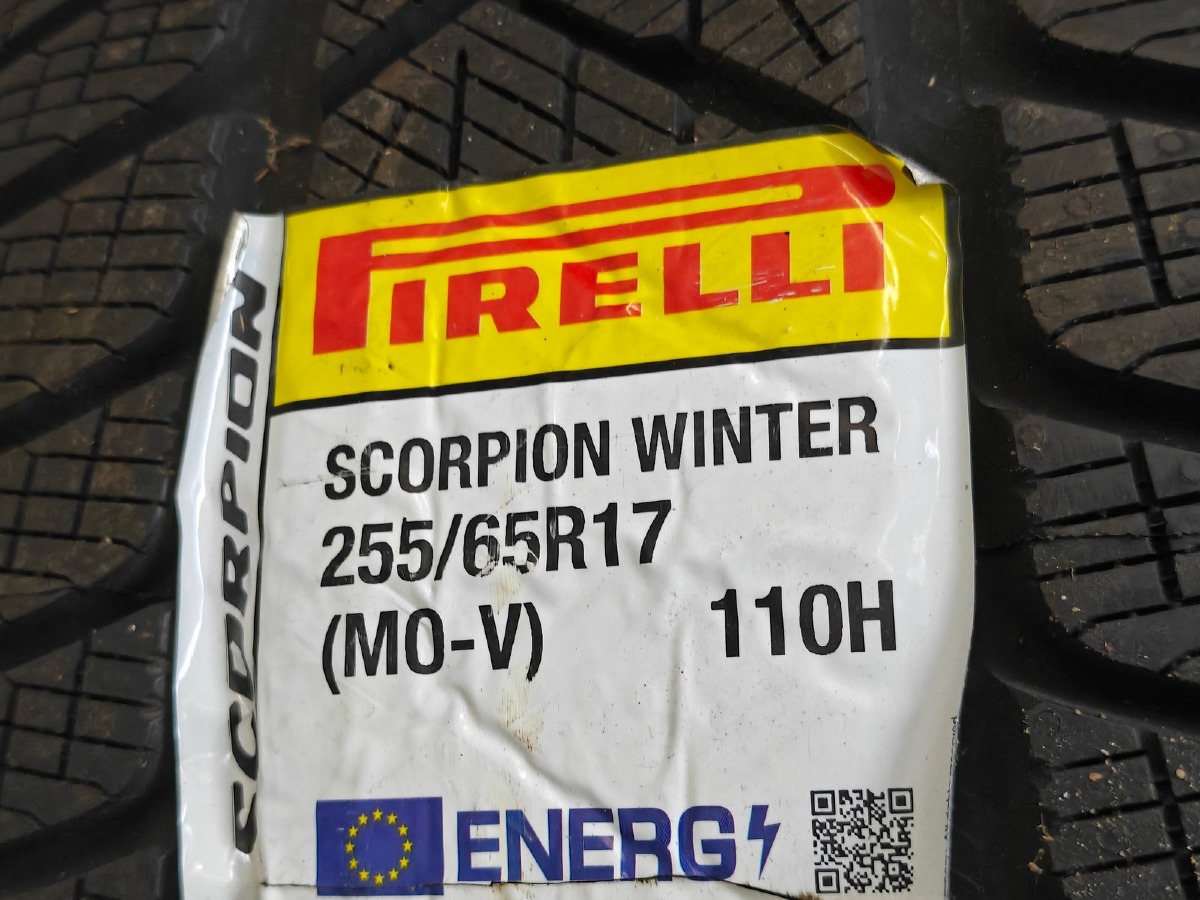 PIRELLI
SCORPION
SCORPION WINTER
255/65R17
(MO-V) 110H
ENERG